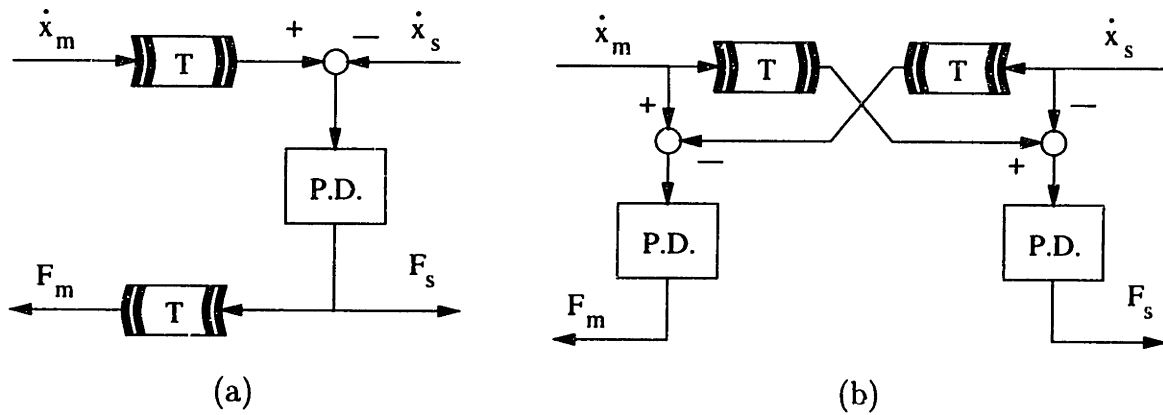 ẋm
T
+
−
ẋs
P.D.
Fm
T
Fs
(a)
ẋm
T
T
ẋs
+
−
−
+
P.D.
P.D.
Fm
Fs
(b)